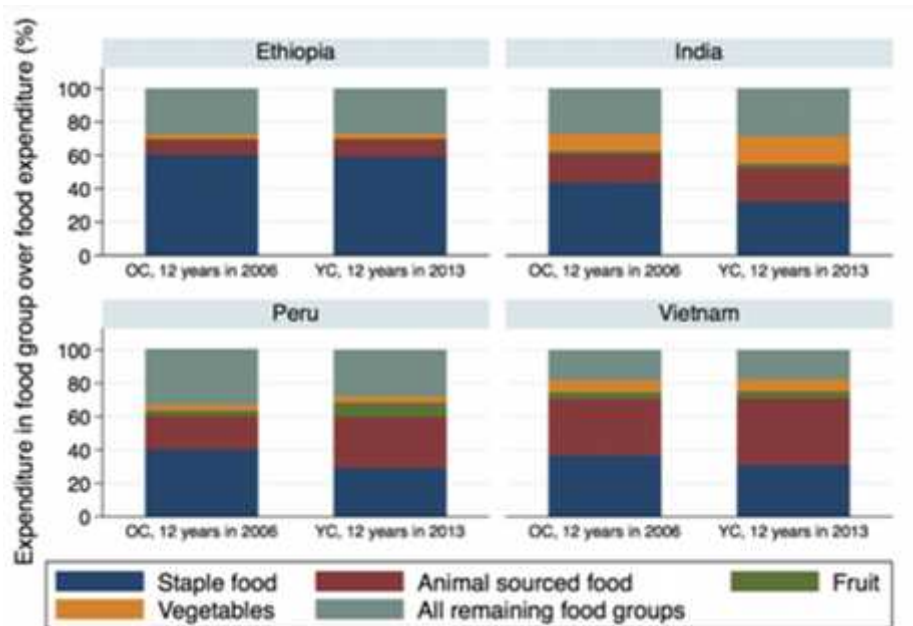 Expenditure in food group over food expenditure (%)
Ethiopia
India
100
80
60
40
20
0
OC, 12 years in 2006
YC, 12 years in 2013
OC, 12 years in 2006
YC, 12 years in 2013
Peru
Vietnam
100
80
60
40
20
0
OC, 12 years in 2006
YC, 12 years in 2013
OC, 12 years in 2006
YC, 12 years in 2013
Staple food
Animal sourced food
Fruit
Vegetables
All remaining food groups